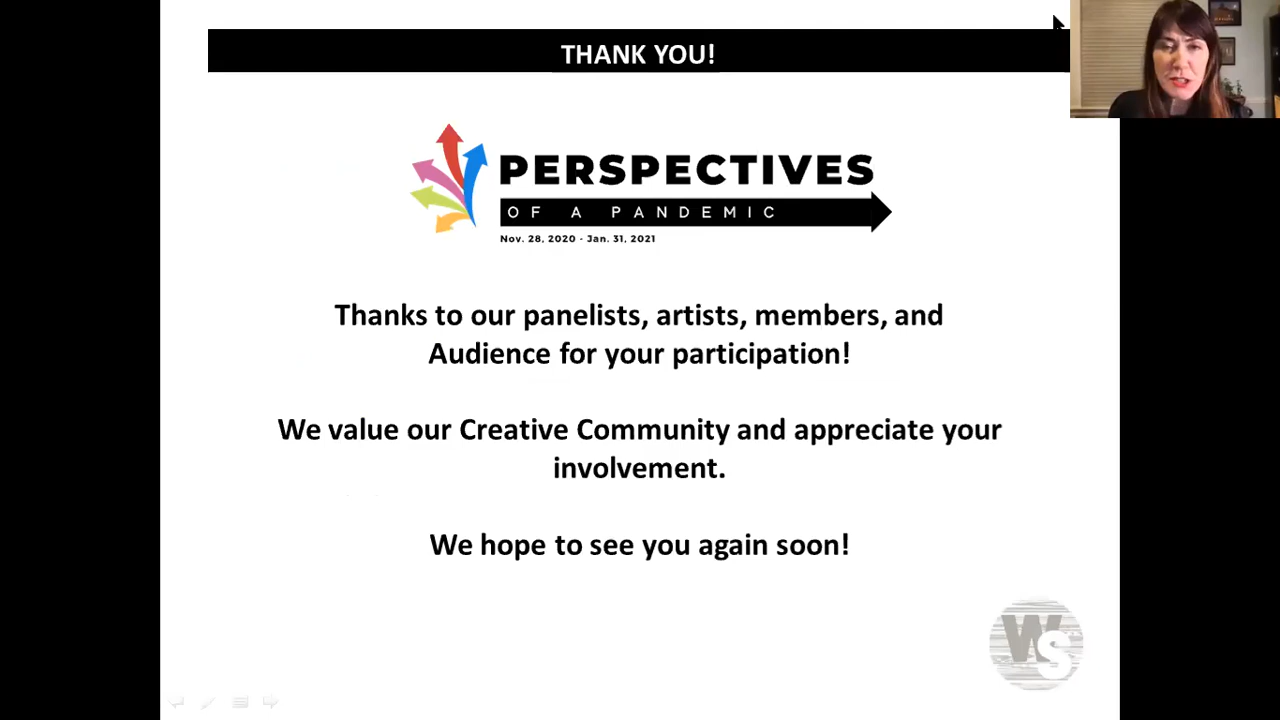 THANK YOU!
PERSPECTIVES
OF A PANDEMIC
Nov. 28, 2020 - Jan. 31, 2021
Thanks to our panelists, artists, members, and
Audience for your participation!
We value our Creative Community and appreciate your
involvement.
We hope to see you again soon!
WS